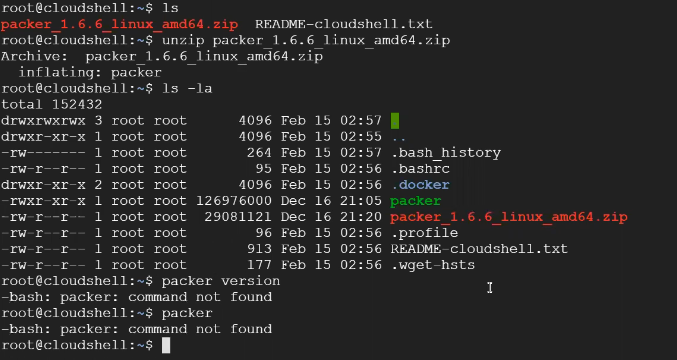 root@cloudshell:~$ ls
packer_1.6.6_linux_amd64.zip  README-cloudshell.txt
root@cloudshell:~$ unzip packer_1.6.6_linux_amd64.zip
Archive:  packer_1.6.6_linux_amd64.zip
  inflating: packer
root@cloudshell:~$ ls -la
total 152432
drwxrwxrwx 3 root root      4096 Feb 15 02:57 .
drwxr-xr-x 1 root root      4096 Feb 15 02:55 ..
-rw------- 1 root root       264 Feb 15 02:57 .bash_history
-rw-r--r-- 1 root root        95 Feb 15 02:56 .bashrc
drwxr-xr-x 2 root root      4096 Feb 15 02:56 .docker
-rwxr-xr-x 1 root root 126976000 Dec 16 21:05 packer
-rw-r--r-- 1 root root  29081121 Dec 16 21:20 packer_1.6.6_linux_amd64.zip
-rw-r--r-- 1 root root        96 Feb 15 02:56 .profile
-rw-r--r-- 1 root root       913 Feb 15 02:56 README-cloudshell.txt
-rw-r--r-- 1 root root       177 Feb 15 02:56 .wget-hsts
root@cloudshell:~$ packer version
-bash: packer: command not found
root@cloudshell:~$ packer
-bash: packer: command not found
root@cloudshell:~$